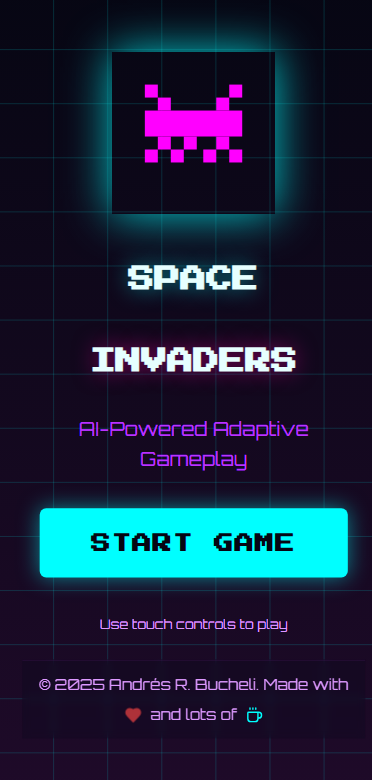 SPACE
INVADERS
AI-Powered Adaptive
Gameplay
START GAME
Use touch controls to play
© 2025 Andrés R. Bucheli. Made with
and lots of